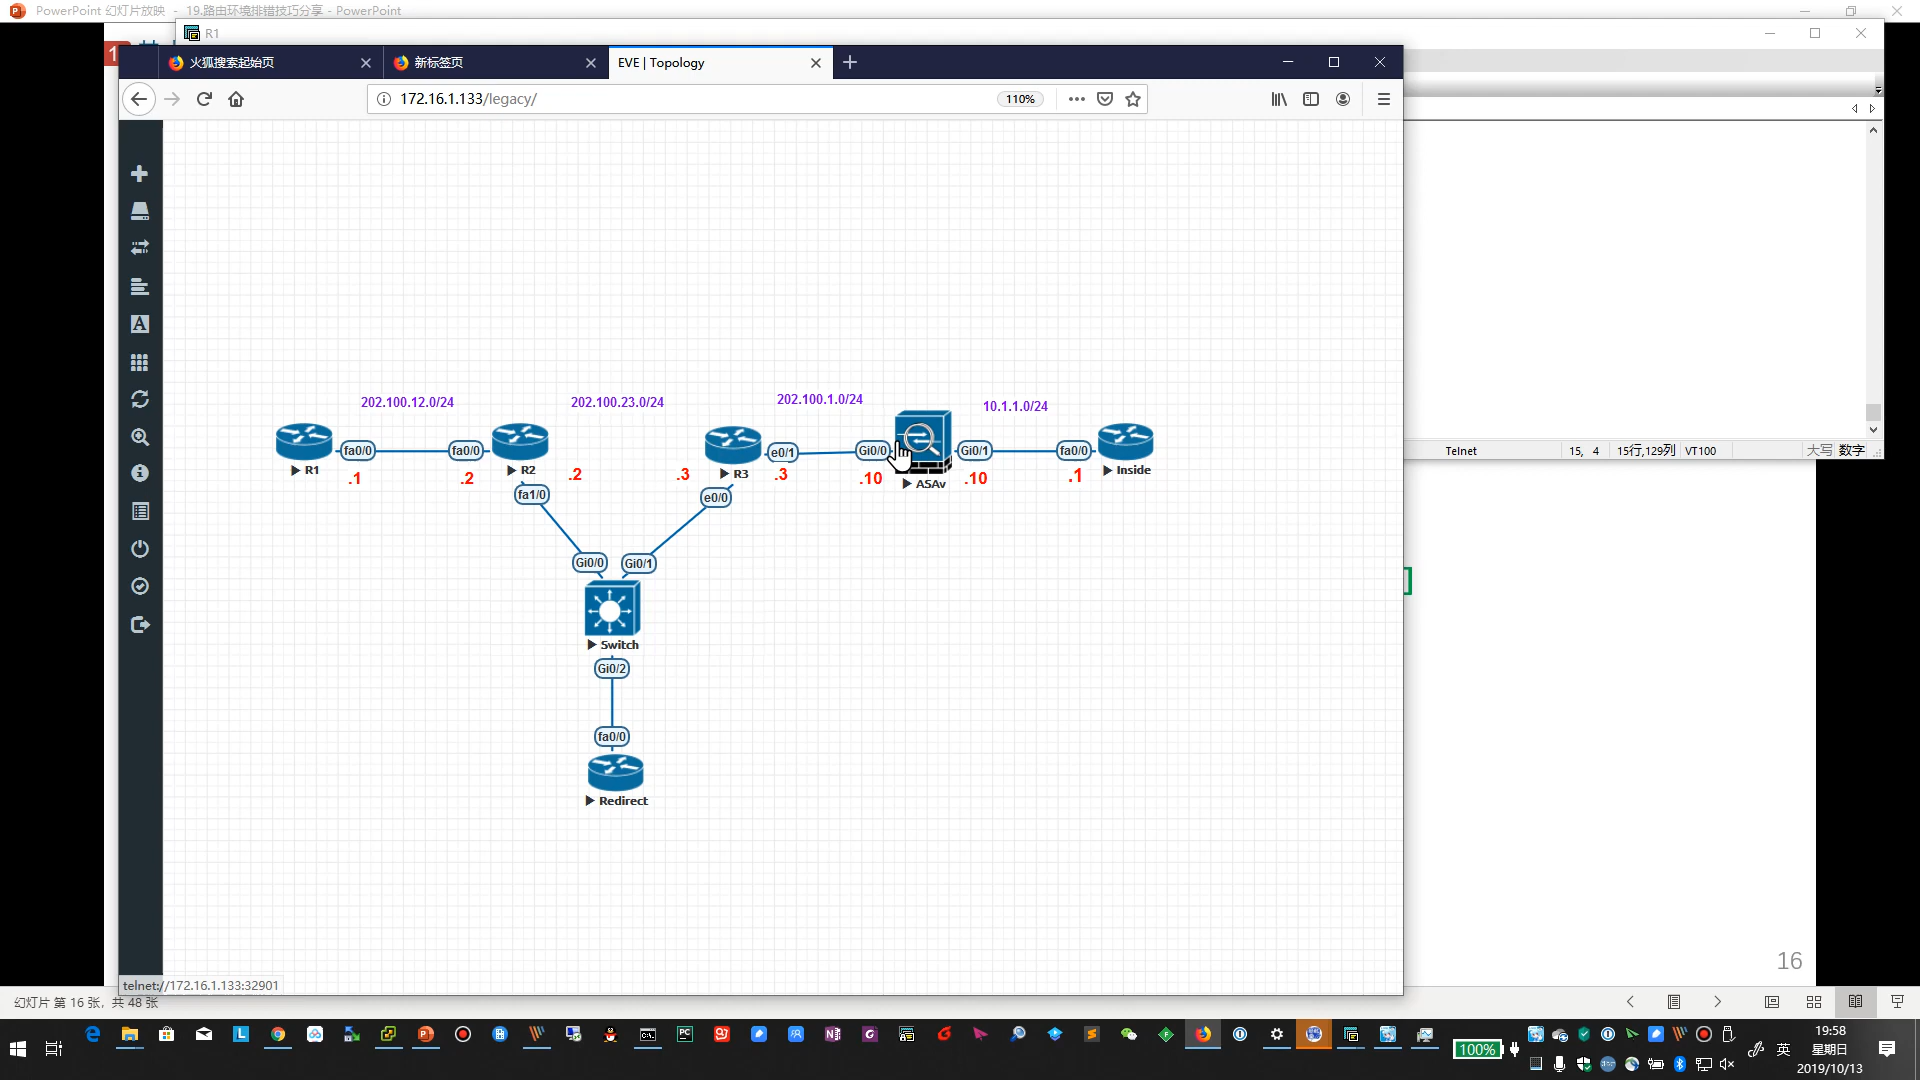 PowerPoint 幻灯片放映 - 19.路由环境排错技巧分享 - PowerPoint
R1
1
火狐搜索起始页
新标签页
EVE | Topology
172.16.1.133/legacy/
110%
202.100.12.0/24
202.100.23.0/24
202.100.1.0/24
10.1.1.0/24
R1
fa0/0
fa0/0
R2
R3
e0/1
Gi0/0
ASAv
Gi0/1
fa0/0
Inside
.1
.2
.2
.3
.3
.10
.10
.1
fa1/0
e0/0
Gi0/0
Gi0/1
Switch
Gi0/2
fa0/0
Redirect
Telnet
15, 4
15行,129列
VT100
大写
数字
16
telnet://172.16.1.133:32901
幻灯片 第 16 张，共 48 张
100%
英
19:58
星期日
2019/10/13